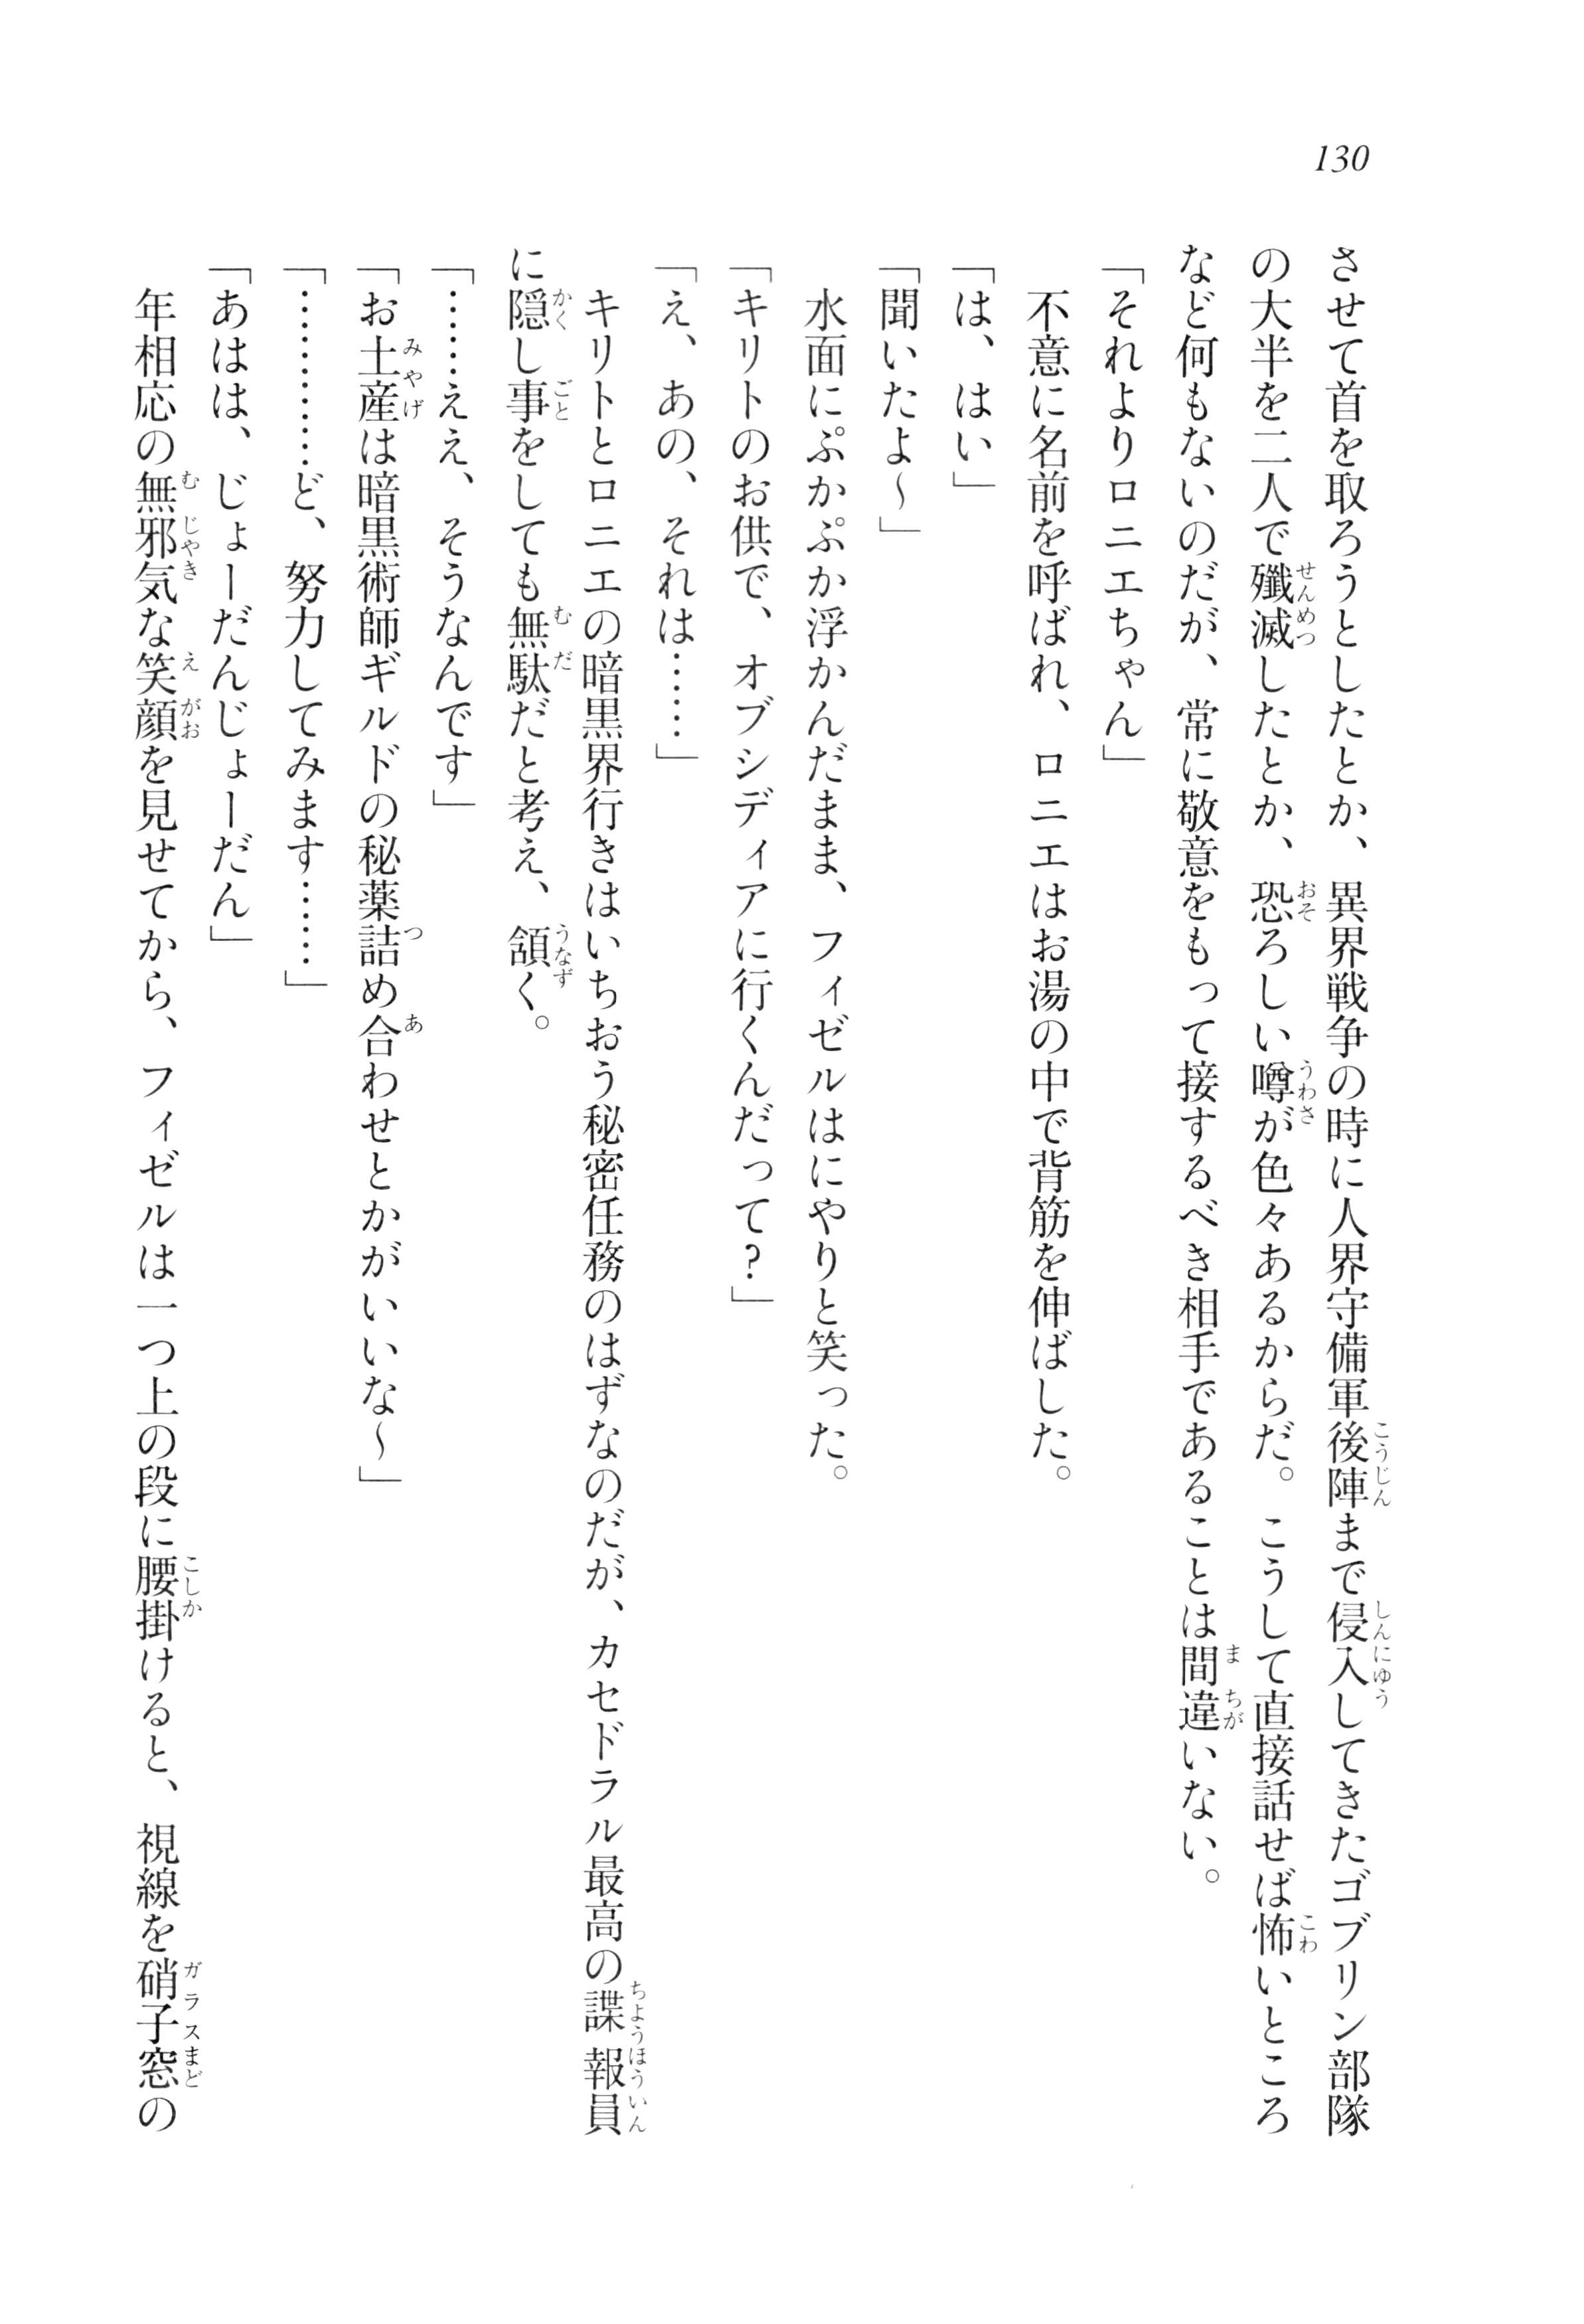 130
させて首を取ろうとしたとか、異界戦争の時に人界守備軍後陣まで侵入してきたゴブリン部隊
の大半を二人で殲滅したとか、恐ろしい噂が色々あるからだ。こうして直接話せば怖いところ
など何もないのだが、常に敬意をもって接するべき相手であることは間違いない。
「それよりロニエちゃん」
　不意に名前を呼ばれ、ロニエはお湯の中で背筋を伸ばした。
「は、はい」
「聞いたよ～」
　水面にぷかぷか浮かんだまま、フィゼルはにやりと笑った。
「キリトのお供で、オブシディアに行くんだって？」
「え、あの、それは……」
　キリトとロニエの暗黒界行きはいちおう秘密任務のはずなのだが、カセドラル最高の諜報員
に隠し事をしても無駄だと考え、頷く。
「……ええ、そうなんです」
「お土産は暗黒術師ギルドの秘薬詰め合わせとかがいいな～」
「…………ど、努力してみます……」
「あはは、じょーだんじょーだん」
　年相応の無邪気な笑顔を見せてから、フィゼルは一つ上の段に腰掛けると、視線を硝子窓の